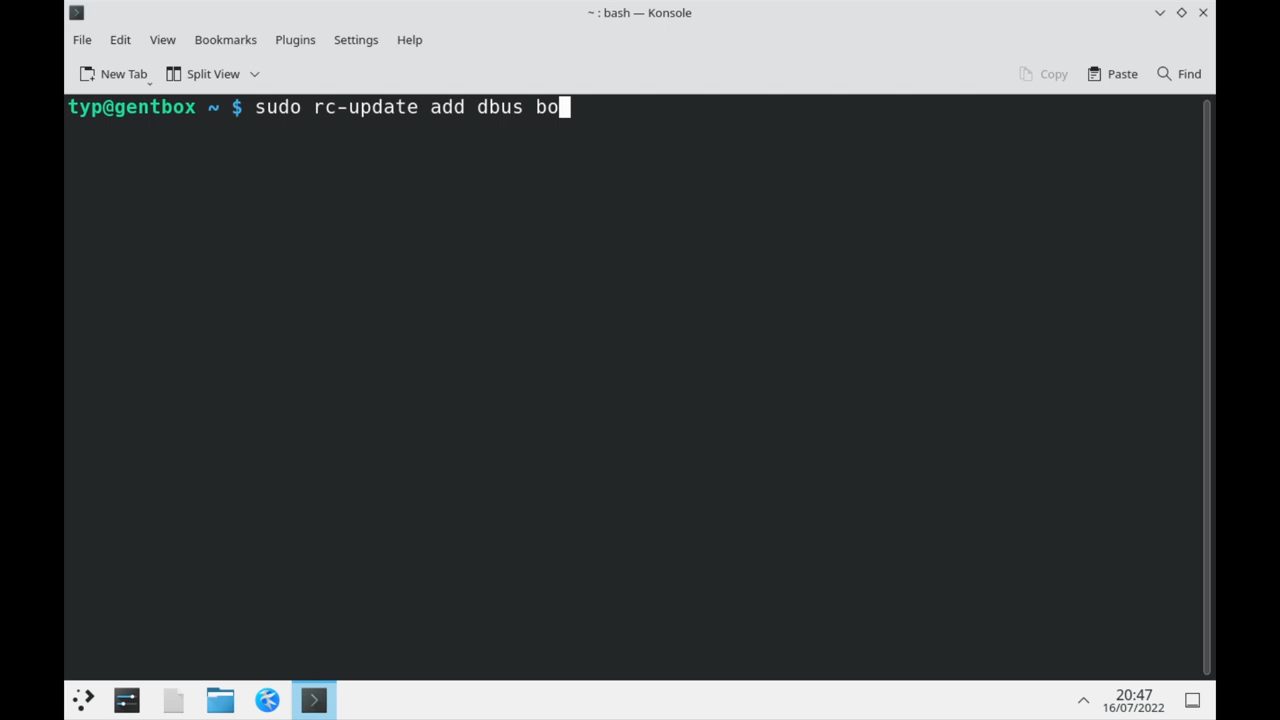 ~ : bash — Konsole
File Edit View Bookmarks Plugins Settings Help
New Tab Split View Copy Paste Find
typ@gentbox ~ $ sudo rc-update add dbus bo
20:47
16/07/2022